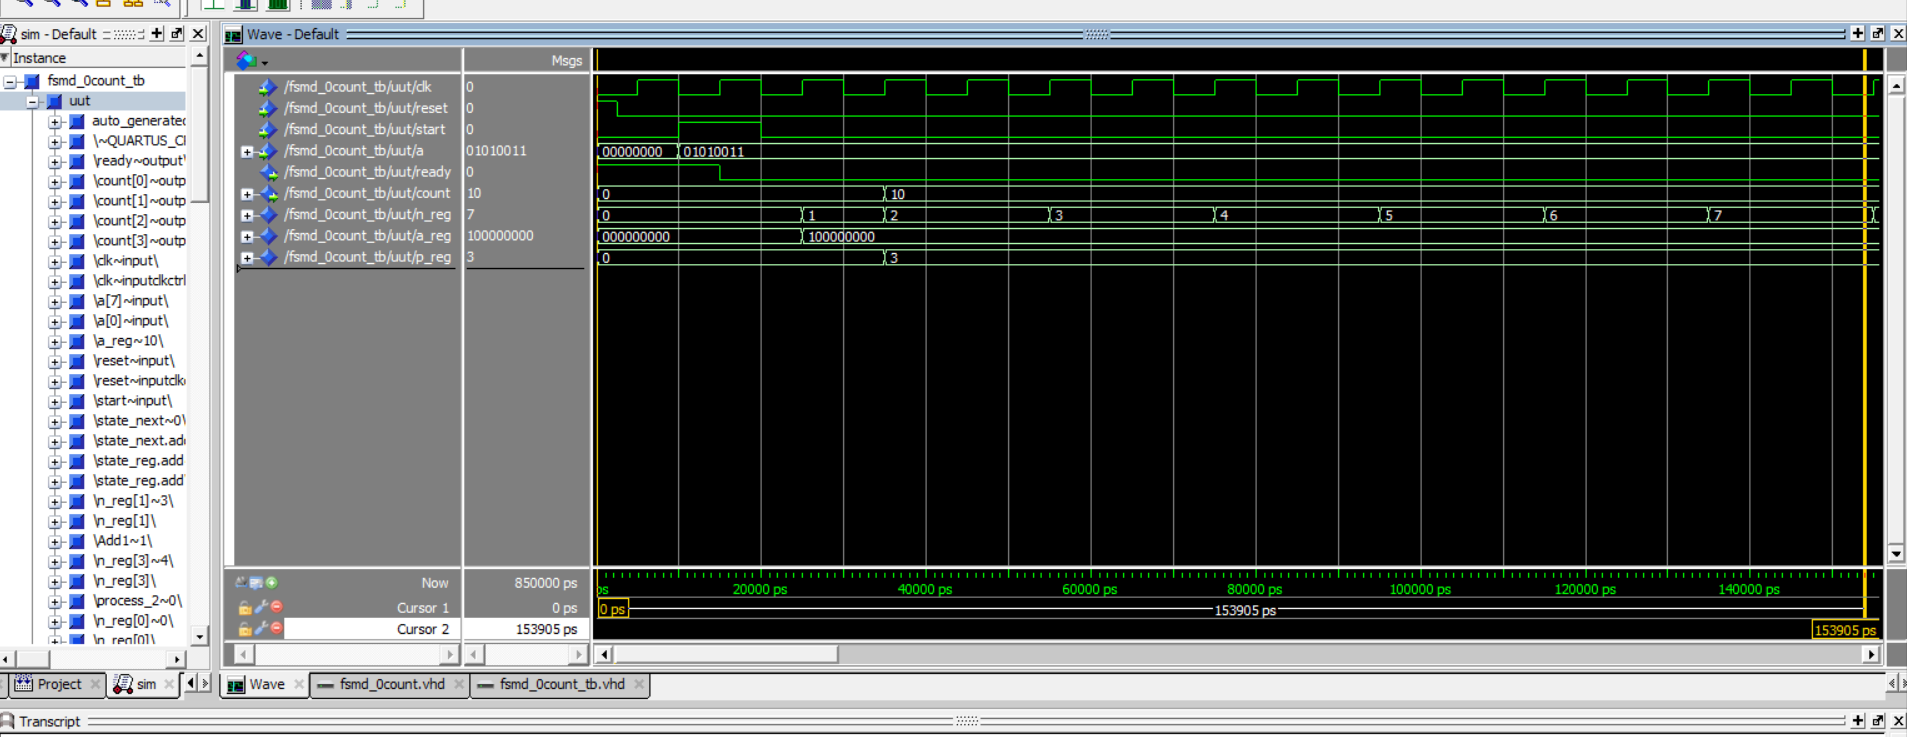 sim - Default
Wave - Default
Instance
Msgs
fsmd_0count_tb
uut
auto_generated
\~QUARTUS_CI
\ready~output\
\count[0]~outp
\count[1]~outp
\count[2]~outp
\count[3]~outp
\clk~input\
\clk~inputclkctrl
\a[7]~input\
\a[0]~input\
\a_reg~10\
\reset~input\
\reset~inputclk
\start~input\
\state_next~0\
\state_next.add
\state_reg.add
\state_reg.add
\n_reg[1]~3\
\n_reg[1]\
\Add1~1\
\n_reg[3]~4\
\n_reg[3]\
\process_2~0\
\n_reg[0]~0\
\n_reg[0]\
/fsmd_0count_tb/uut/clk 0
/fsmd_0count_tb/uut/reset 0
/fsmd_0count_tb/uut/start 0
/fsmd_0count_tb/uut/a 01010011 00000000 01010011
/fsmd_0count_tb/uut/ready 0
/fsmd_0count_tb/uut/count 10 0 10
/fsmd_0count_tb/uut/n_reg 7 0 1 2 3 4 5 6 7
/fsmd_0count_tb/uut/a_reg 100000000 000000000 100000000
/fsmd_0count_tb/uut/p_reg 3 0 3
Now 850000 ps ps 20000 ps 40000 ps 60000 ps 80000 ps 100000 ps 120000 ps 140000 ps
Cursor 1 0 ps 0 ps 153905 ps
Cursor 2 153905 ps 153905 ps
Project sim Wave fsmd_0count.vhd fsmd_0count_tb.vhd
Transcript